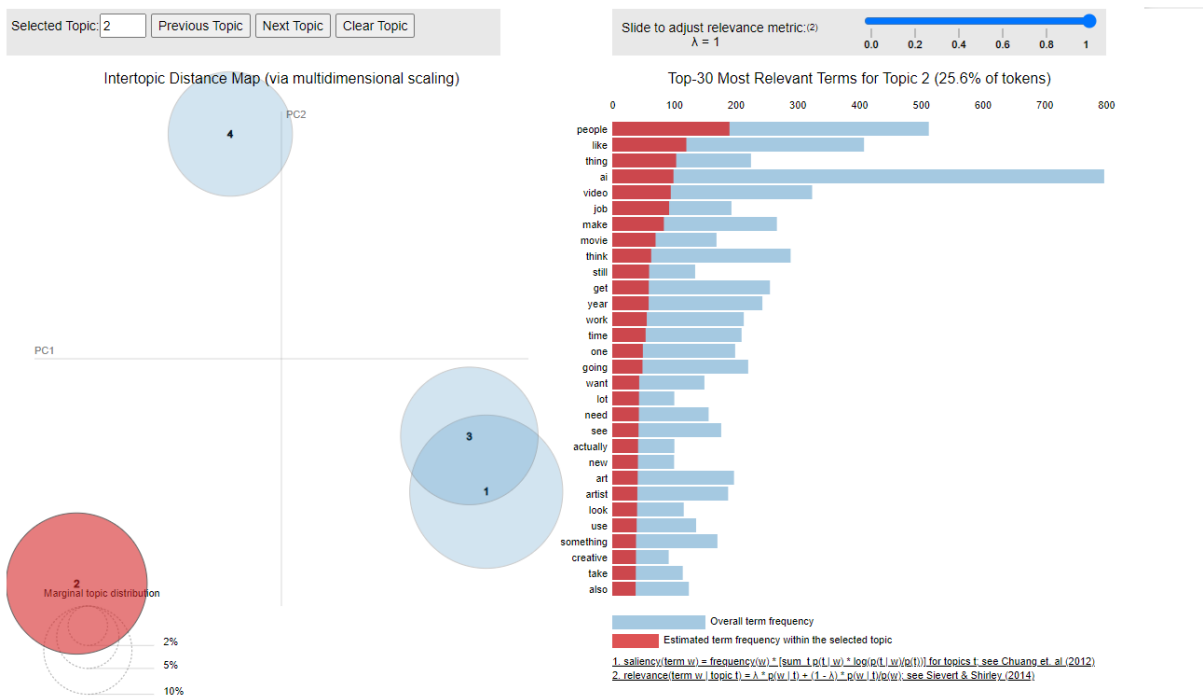 Selected Topic: 2 Previous Topic Next Topic Clear Topic
Slide to adjust relevance metric:(2)
λ = 1
0.0 0.2 0.4 0.6 0.8 1
Intertopic Distance Map (via multidimensional scaling)
PC2
PC1
4
3
1
2
Marginal topic distribution
2%
5%
10%
Top-30 Most Relevant Terms for Topic 2 (25.6% of tokens)
0 100 200 300 400 500 600 700 800
people
like
thing
ai
video
job
make
movie
think
still
get
year
work
time
one
going
want
lot
need
see
actually
new
art
artist
look
use
something
creative
take
also
Overall term frequency
Estimated term frequency within the selected topic
1. saliency(term w) = frequency(w) * [sum_t p(t | w) * log(p(t | w)/p(t))] for topics t; see Chuang et. al (2012)
2. relevance(term w | topic t) = λ * p(w | t) + (1 - λ) * p(w | t)/p(w); see Sievert & Shirley (2014)